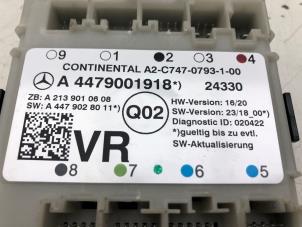 9 1 2 3 4
CONTINENTAL A2-C747-0793-1-00
A 4479001918*) 24330
ZB: A 213 901 06 08
SW: A 447 902 80 11*)
Q02
HW-Version: 16/20
SW-Version: 23/18_00*)
Diagnostic ID: 020422
*)gueltig bis zu evtl.
SW-Aktualisierung
VR
8 7 6 5